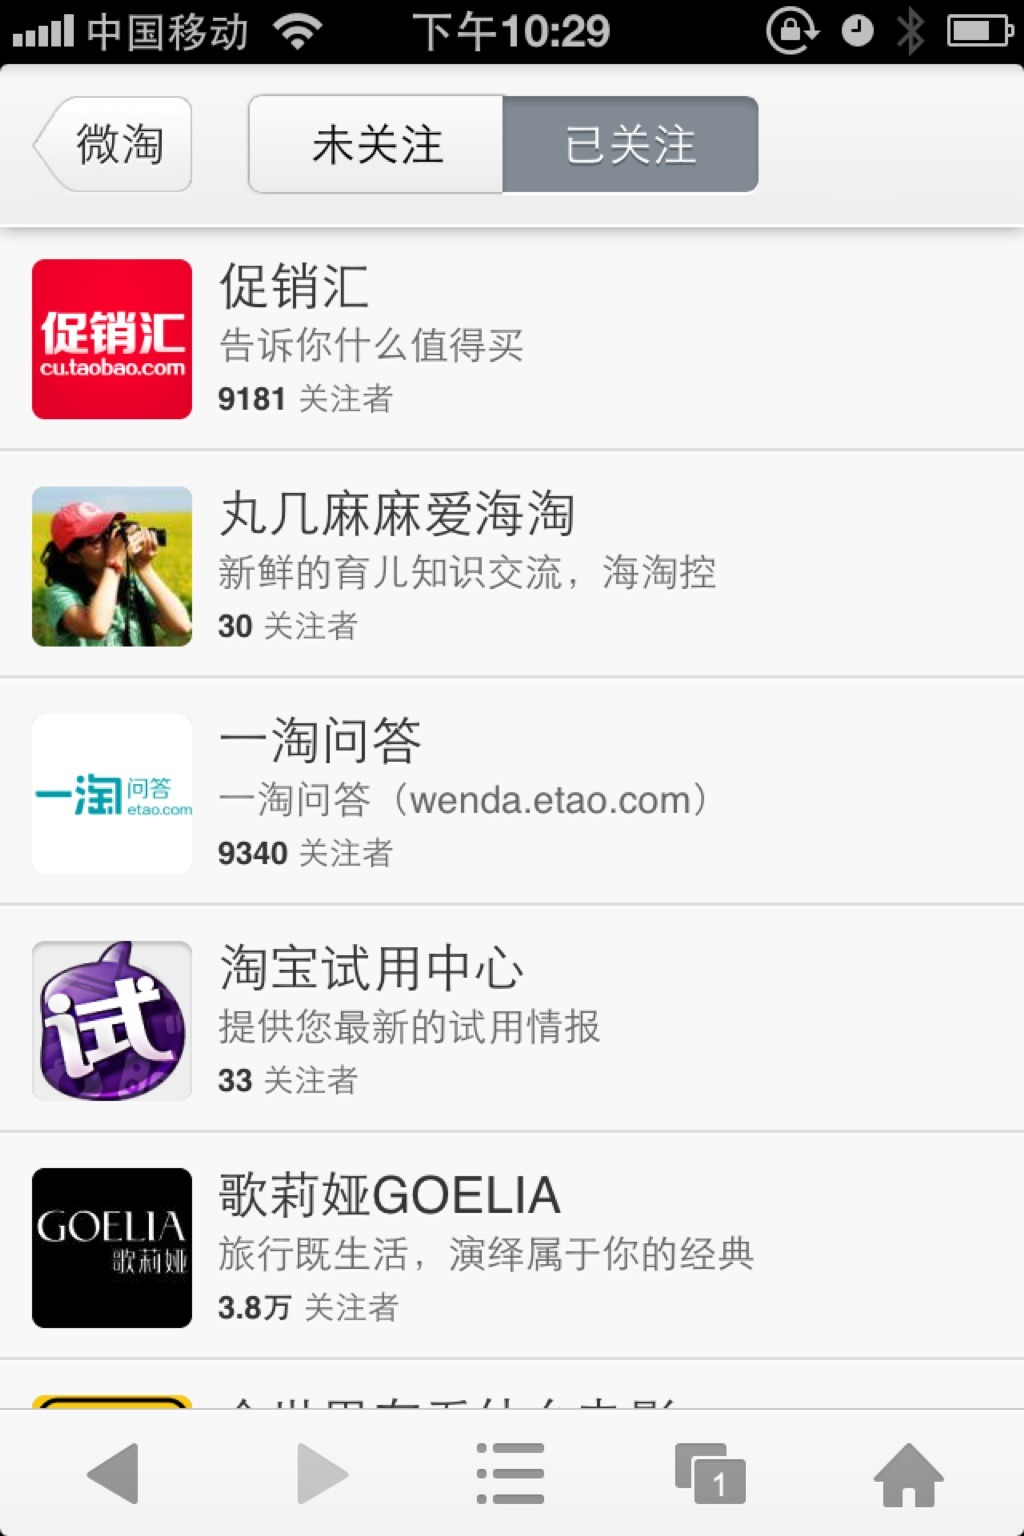 中国移动 下午10:29
微淘 未关注 已关注
促销汇
cu.taobao.com
促销汇
告诉你什么值得买
9181 关注者
丸几麻麻爱海淘
新鲜的育儿知识交流，海淘控
30 关注者
一淘问答
etao.com
一淘问答
一淘问答（wenda.etao.com）
9340 关注者
试
淘宝试用中心
提供您最新的试用情报
33 关注者
GOELIA
歌莉娅
歌莉娅GOELIA
旅行既生活，演绎属于你的经典
3.8万 关注者
1